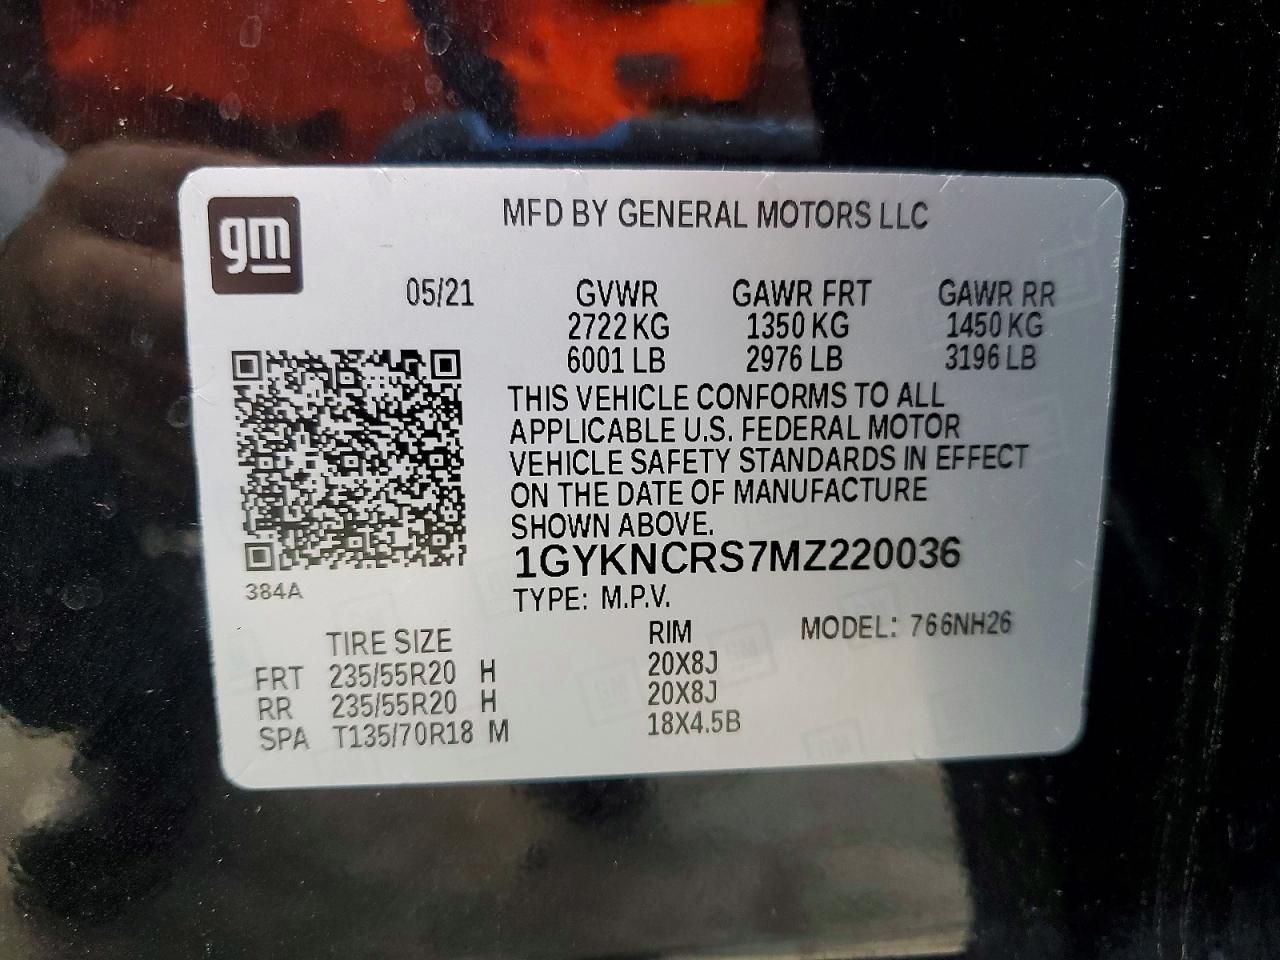 gm
MFD BY GENERAL MOTORS LLC
05/21 GVWR GAWR FRT GAWR RR
2722 KG 1350 KG 1450 KG
6001 LB 2976 LB 3196 LB
THIS VEHICLE CONFORMS TO ALL
APPLICABLE U.S. FEDERAL MOTOR
VEHICLE SAFETY STANDARDS IN EFFECT
ON THE DATE OF MANUFACTURE
SHOWN ABOVE.
1GYKNCRS7MZ220036
384A
TYPE: M.P.V.
TIRE SIZE RIM MODEL: 766NH26
FRT 235/55R20 H 20X8J
RR 235/55R20 H 20X8J
SPA T135/70R18 M 18X4.5B